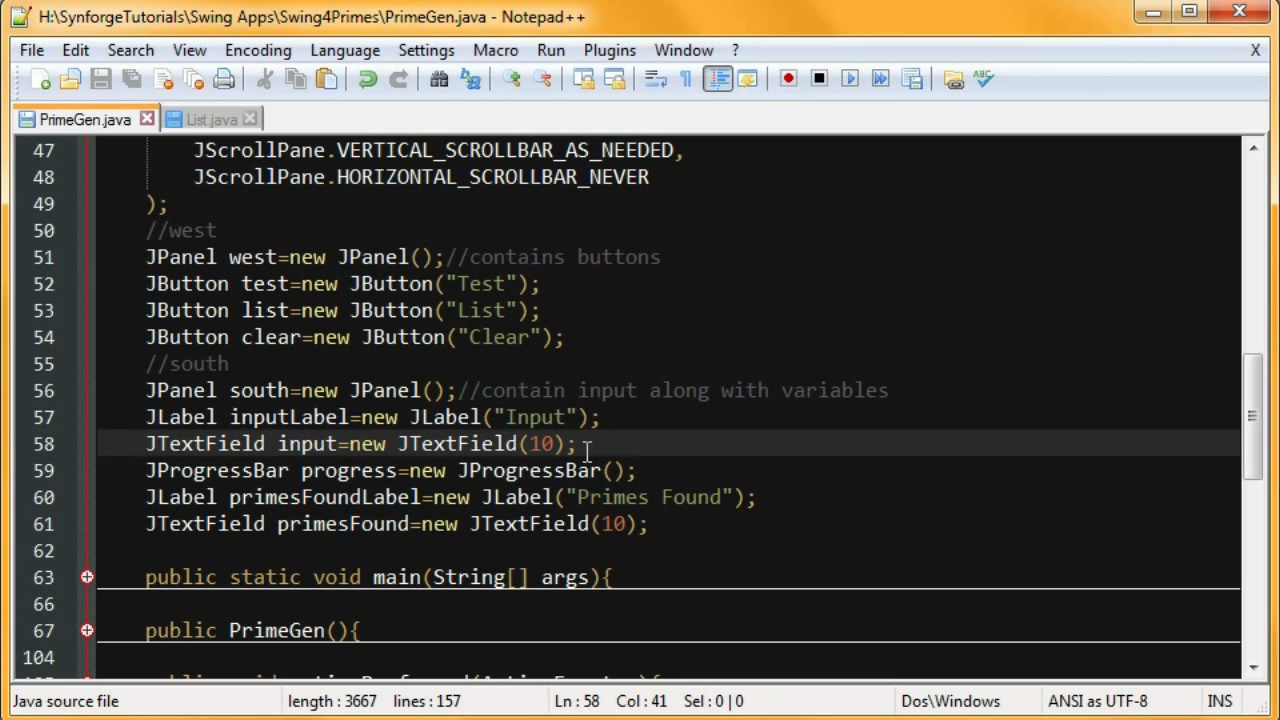 H:\SynforgeTutorials\Swing Apps\Swing4Primes\PrimeGen.java - Notepad++
File Edit Search View Encoding Language Settings Macro Run Plugins Window ? X
PrimeGen.java List.java
47 JScrollPane.VERTICAL_SCROLLBAR_AS_NEEDED,
48 JScrollPane.HORIZONTAL_SCROLLBAR_NEVER
49 );
50 //west
51 JPanel west=new JPanel();//contains buttons
52 JButton test=new JButton("Test");
53 JButton list=new JButton("List");
54 JButton clear=new JButton("Clear");
55 //south
56 JPanel south=new JPanel();//contain input along with variables
57 JLabel inputLabel=new JLabel("Input");
58 JTextField input=new JTextField(10);
59 JProgressBar progress=new JProgressBar();
60 JLabel primesFoundLabel=new JLabel("Primes Found");
61 JTextField primesFound=new JTextField(10);
62
63 public static void main(String[] args){
66
67 public PrimeGen(){
104
Java source file length : 3667 lines : 157 Ln : 58 Col : 41 Sel : 0 | 0 Dos\Windows ANSI as UTF-8 INS